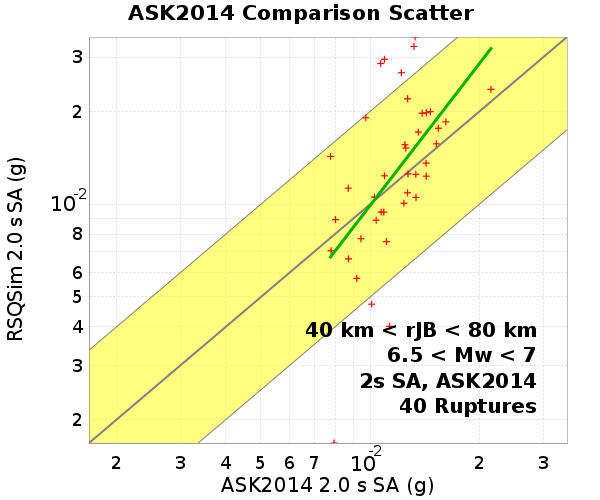 ASK2014 Comparison Scatter
RSQSim 2.0 s SA (g)
3
2
10-2
8
6
5
4
3
2
40 km < rJB < 80 km
6.5 < Mw < 7
2s SA, ASK2014
40 Ruptures
2 3 4 5 6 7 10-2 2 3
ASK2014 2.0 s SA (g)